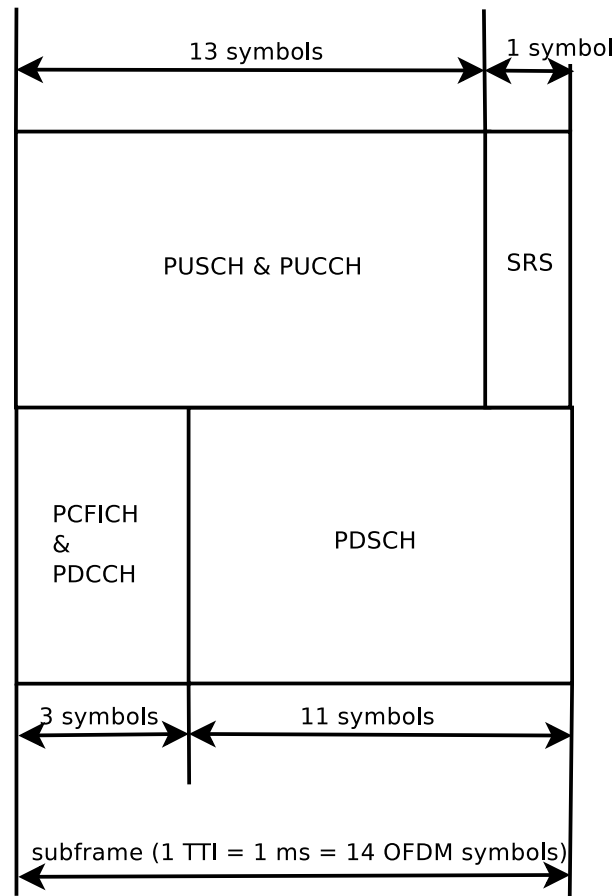 13 symbols
1 symbol
PUSCH & PUCCH
SRS
PCFICH
&
PDCCH
PDSCH
3 symbols
11 symbols
subframe (1 TTI = 1 ms = 14 OFDM symbols)